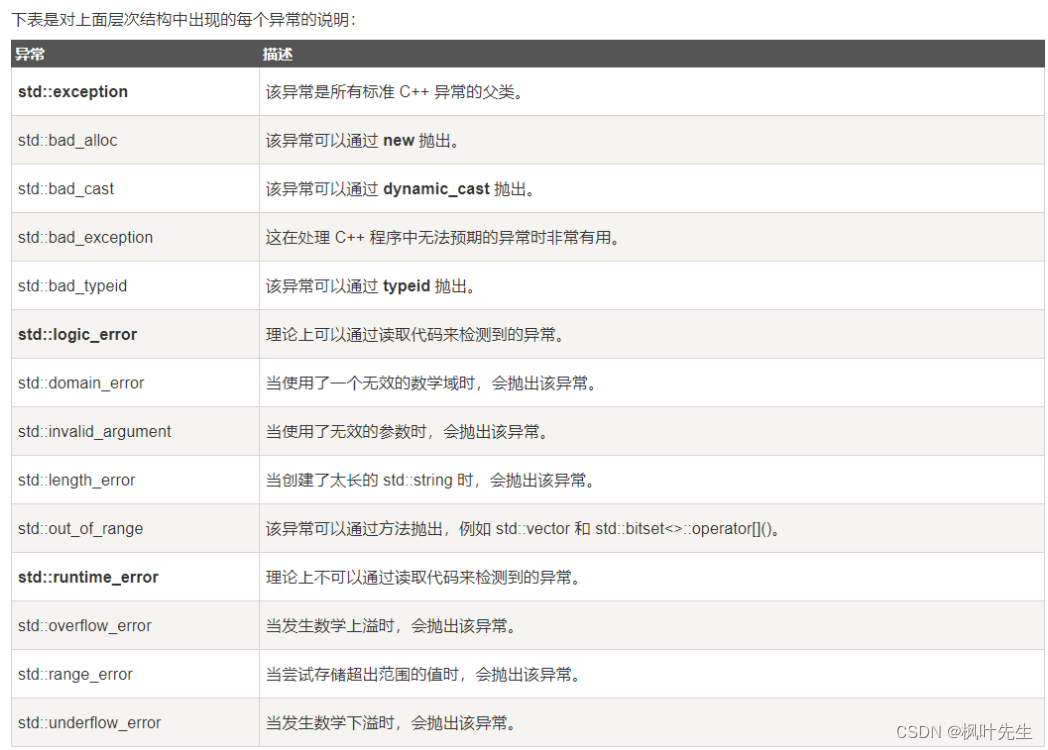 下表是对上面层次结构中出现的每个异常的说明：
异常 描述
std::exception 该异常是所有标准 C++ 异常的父类。
std::bad_alloc 该异常可以通过 new 抛出。
std::bad_cast 该异常可以通过 dynamic_cast 抛出。
std::bad_exception 这在处理 C++ 程序中无法预期的异常时非常有用。
std::bad_typeid 该异常可以通过 typeid 抛出。
std::logic_error 理论上可以通过读取代码来检测到的异常。
std::domain_error 当使用了一个无效的数学域时，会抛出该异常。
std::invalid_argument 当使用了无效的参数时，会抛出该异常。
std::length_error 当创建了太长的 std::string 时，会抛出该异常。
std::out_of_range 该异常可以通过方法抛出，例如 std::vector 和 std::bitset<>::operator[]()。
std::runtime_error 理论上不可以通过读取代码来检测到的异常。
std::overflow_error 当发生数学上溢时，会抛出该异常。
std::range_error 当尝试存储超出范围的值时，会抛出该异常。
std::underflow_error 当发生数学下溢时，会抛出该异常。
CSDN @枫叶先生